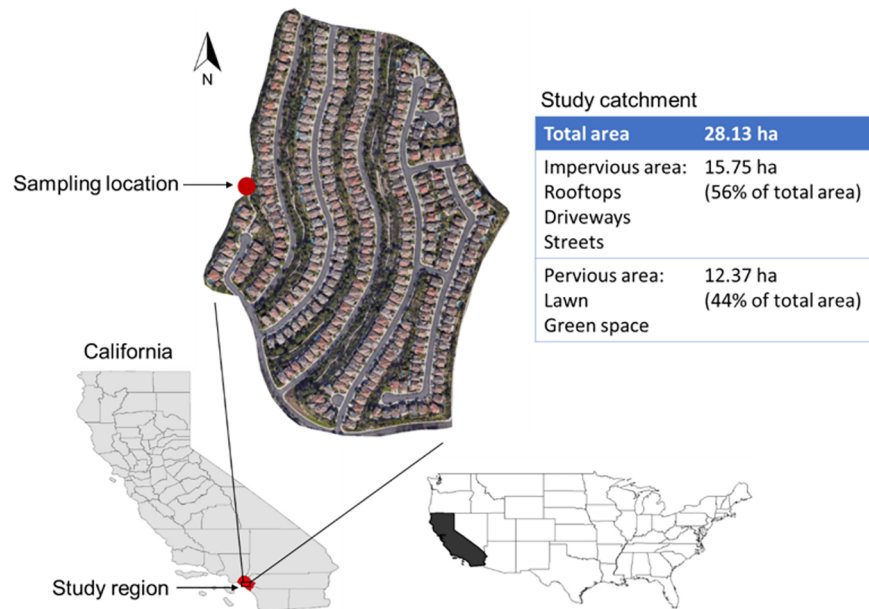 N
Study catchment
Total area 28.13 ha
Sampling location
Impervious area: 15.75 ha
Rooftops (56% of total area)
Driveways
Streets
Pervious area: 12.37 ha
Lawn (44% of total area)
Green space
California
Study region